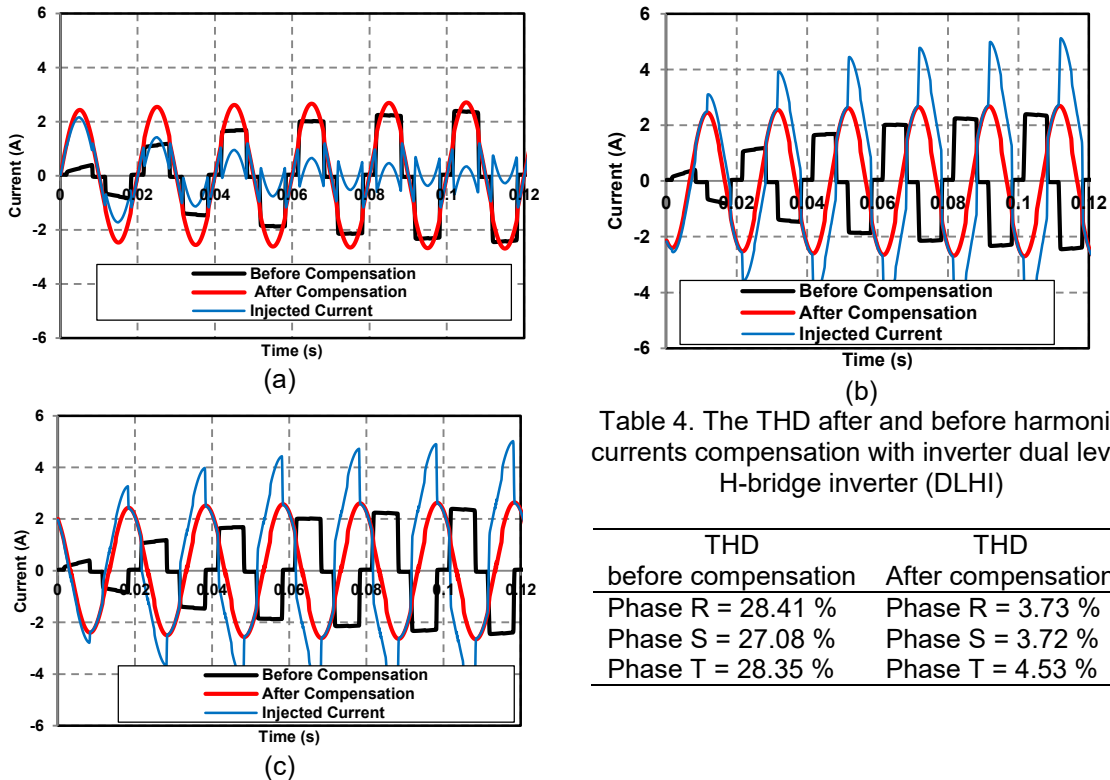 6
4
2
0
-2
-4
-6
Current (A)
0
0.02
0.04
0.06
0.08
0.1
0.12
Before Compensation
After Compensation
Injected Current
Time (s)
(a)
6
4
2
0
-2
-4
-6
Current (A)
0
0.02
0.04
0.06
0.08
0.1
0.12
Before Compensation
After Compensation
Injected Current
Time (s)
(b)
6
4
2
0
-2
-4
-6
Current (A)
0
0.02
0.04
0.06
0.08
0.1
0.12
Before Compensation
After Compensation
Injected Current
Time (s)
(c)
Table 4. The THD after and before harmoni
currents compensation with inverter dual lev
H-bridge inverter (DLHI)
THD THD
before compensation After compensation
Phase R = 28.41 % Phase R = 3.73 %
Phase S = 27.08 % Phase S = 3.72 %
Phase T = 28.35 % Phase T = 4.53 %